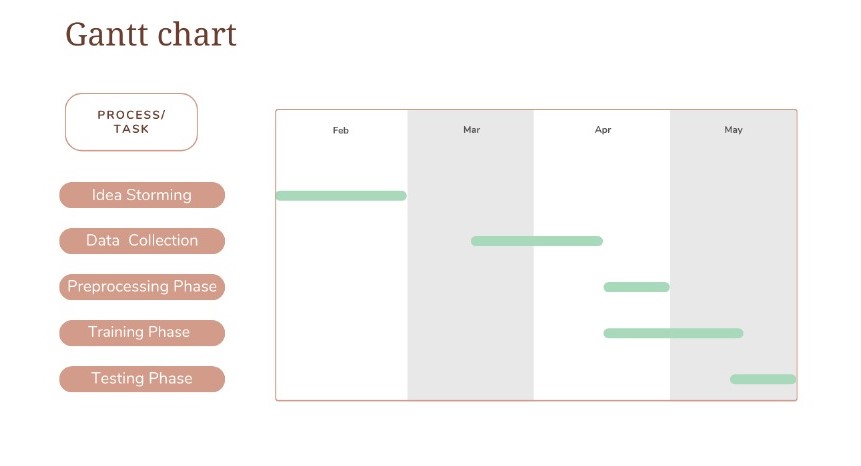 Gantt chart
PROCESS/
TASK
Feb
Mar
Apr
May
Idea Storming
Data  Collection
Preprocessing Phase
Training Phase
Testing Phase